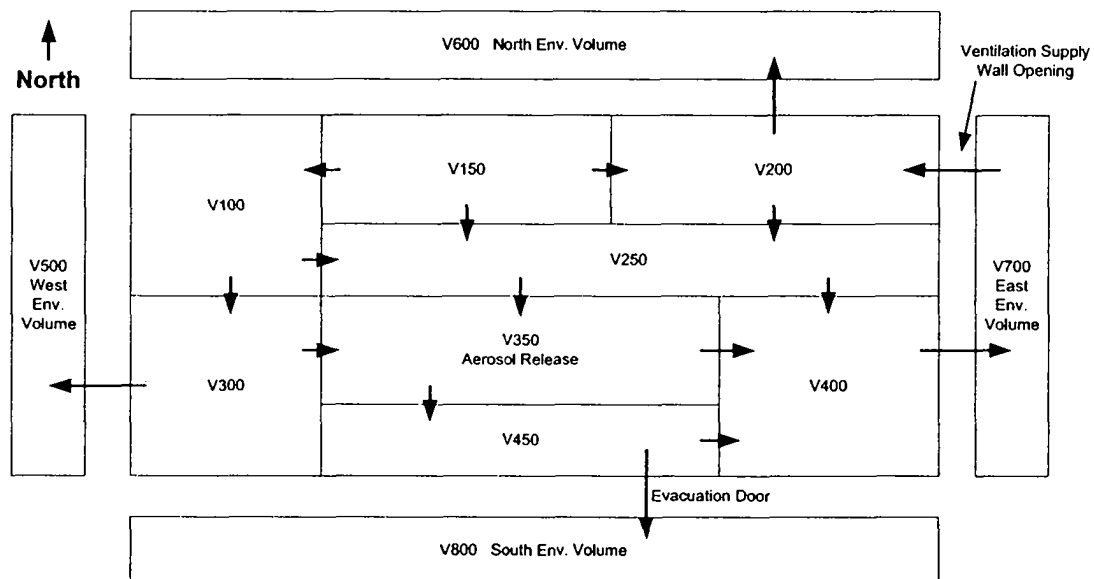 V600 North Env. Volume
North
Ventilation Supply
Wall Opening
V150
V200
V100
V250
V500
West
Env.
Volume
V700
East
Env.
Volume
V350
Aerosol Release
V300
V400
V450
Evacuation Door
V800 South Env. Volume